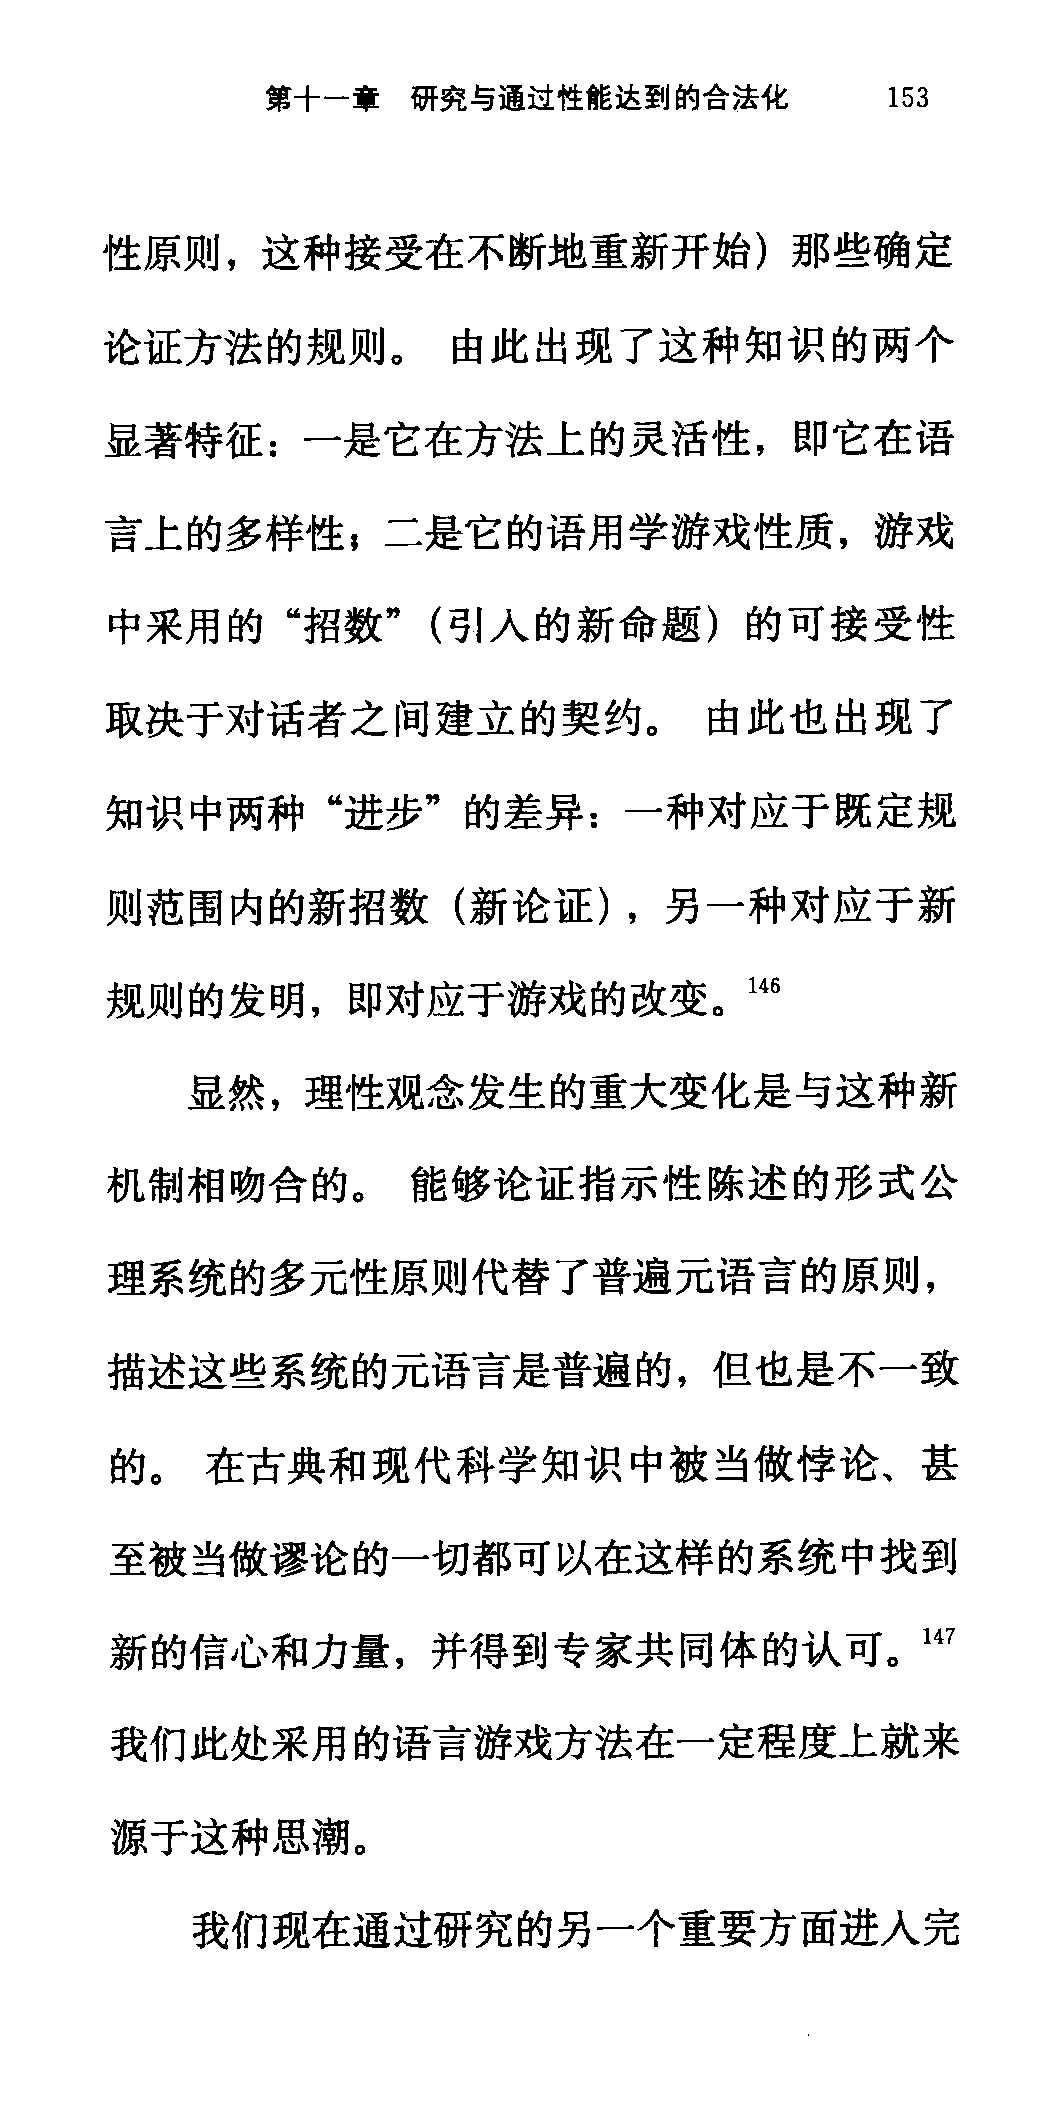 第十一章 研究与通过性能达到的合法化 153
性原则，这种接受在不断地重新开始）那些确定
论证方法的规则。 由此出现了这种知识的两个
显著特征：一是它在方法上的灵活性，即它在语
言上的多样性；二是它的语用学游戏性质，游戏
中采用的“招数”（引入的新命题）的可接受性
取决于对话者之间建立的契约。 由此也出现了
知识中两种“进步”的差异：一种对应于既定规
则范围内的新招数（新论证），另一种对应于新
规则的发明，即对应于游戏的改变。146
显然，理性观念发生的重大变化是与这种新
机制相吻合的。 能够论证指示性陈述的形式公
理系统的多元性原则代替了普遍元语言的原则，
描述这些系统的元语言是普遍的，但也是不一致
的。 在古典和现代科学知识中被当做悖论、甚
至被当做谬论的一切都可以在这样的系统中找到
新的信心和力量，并得到专家共同体的认可。147
我们此处采用的语言游戏方法在一定程度上就来
源于这种思潮。
我们现在通过研究的另一个重要方面进入完